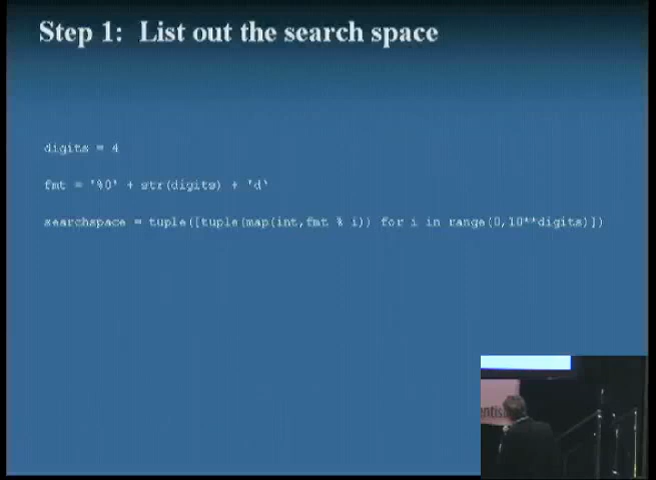 Step 1: List out the search space
digits = 4
fmt = '%0' + str(digits) + 'd'
searchspace = tuple([tuple(map(int,fmt % i)) for i in range(0,10**digits)])
entis